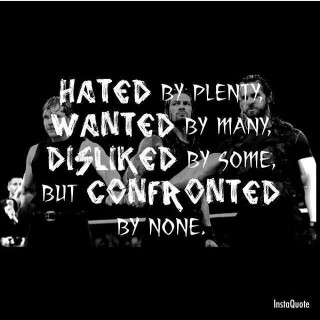 HATED BY PLENTY,
WANTED BY MANY,
DISLIKED BY SOME,
BUT CONFRONTED
BY NONE.
InstaQuote